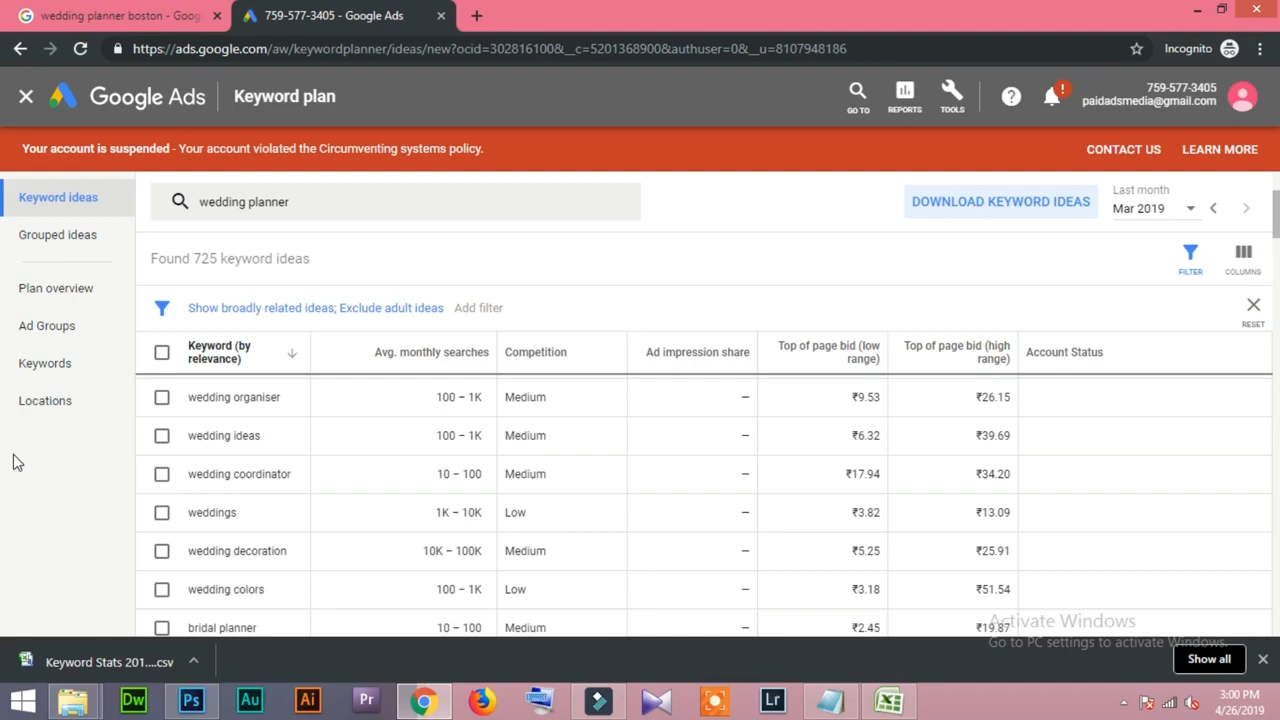 wedding planner boston - Goog
759-577-3405 - Google Ads
https://ads.google.com/aw/keywordplanner/ideas/new?ocid=302816100&__c=5201368900&authuser=0&__u=8107948186
Incognito
Google Ads
Keyword plan
GO TO
REPORTS
TOOLS
759-577-3405
paidadsmedia@gmail.com
Your account is suspended - Your account violated the Circumventing systems policy.
CONTACT US
LEARN MORE
Keyword ideas
Grouped ideas
Plan overview
Ad Groups
Keywords
Locations
wedding planner
DOWNLOAD KEYWORD IDEAS
Last month
Mar 2019
Found 725 keyword ideas
FILTER
COLUMNS
Show broadly related ideas; Exclude adult ideas
Add filter
RESET
Keyword (by relevance)
Avg. monthly searches
Competition
Ad impression share
Top of page bid (low range)
Top of page bid (high range)
Account Status
wedding organiser 100 – 1K Medium – ₹9.53 ₹26.15
wedding ideas 100 – 1K Medium – ₹6.32 ₹39.69
wedding coordinator 10 – 100 Medium – ₹17.94 ₹34.20
weddings 1K – 10K Low – ₹3.82 ₹13.09
wedding decoration 10K – 100K Medium – ₹5.25 ₹25.91
wedding colors 100 – 1K Low – ₹3.18 ₹51.54
bridal planner 10 – 100 Medium – ₹2.45 ₹19.87
Activate Windows
Go to PC settings to activate Windows.
Keyword Stats 201....csv
Show all
Dw
Ps
Au
Ai
Pr
Lr
3:00 PM
4/26/2019